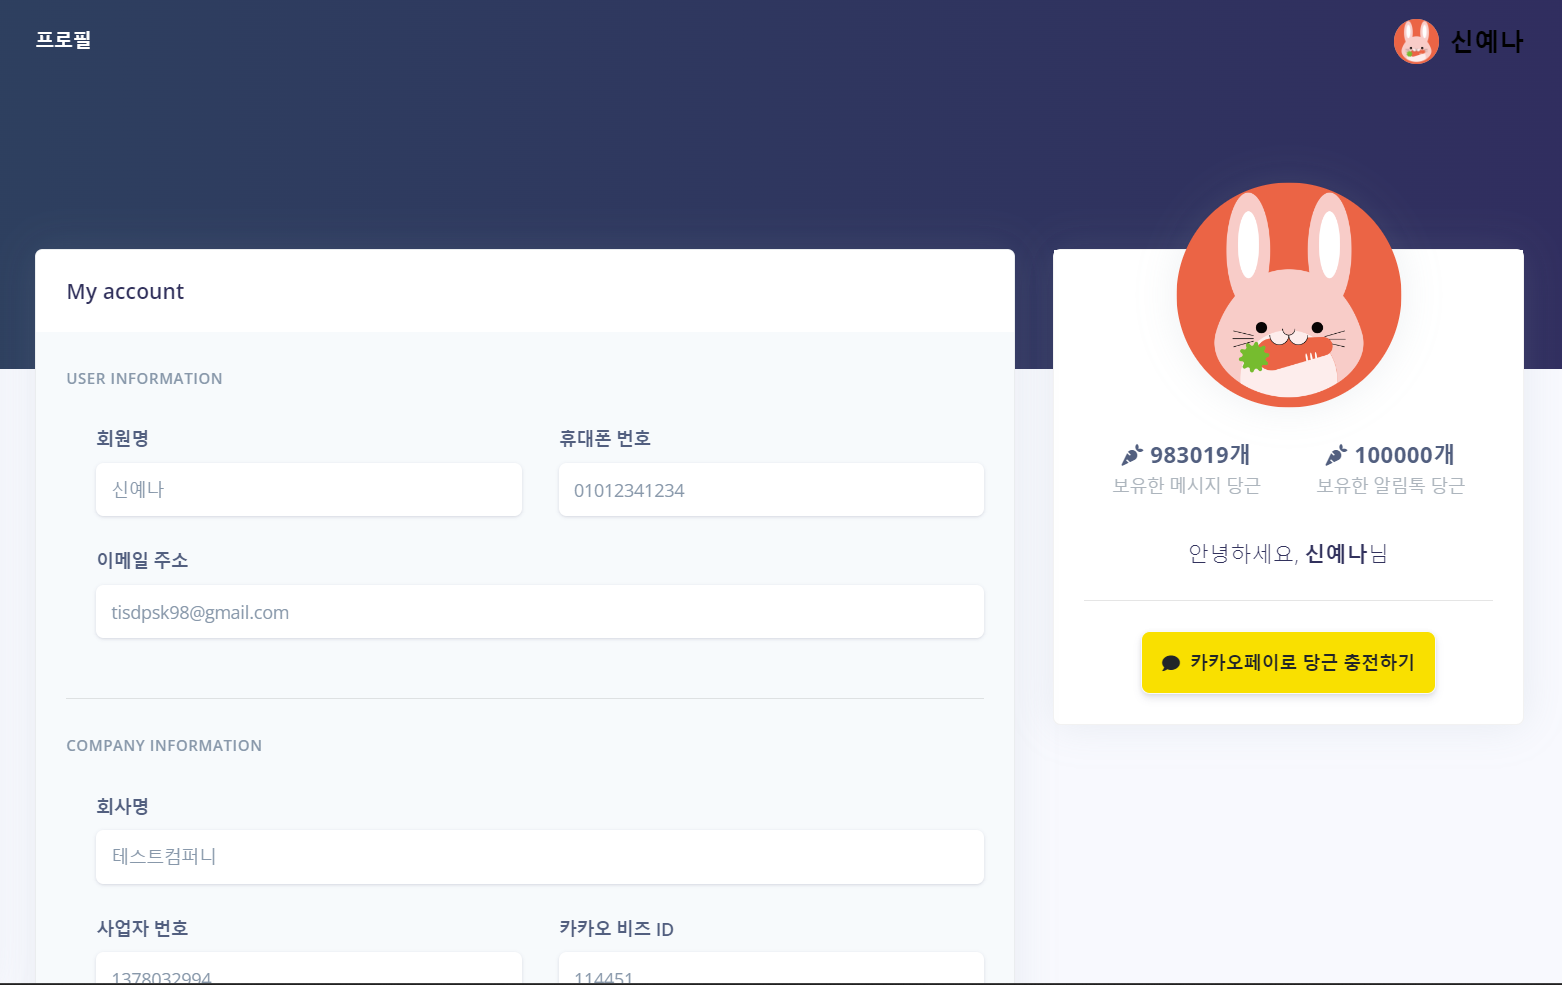 프로필
신예나
My account
USER INFORMATION
회원명
휴대폰 번호
신예나
01012341234
이메일 주소
tisdpsk98@gmail.com
COMPANY INFORMATION
회사명
테스트컴퍼니
사업자 번호
카카오 비즈 ID
1378032994
114451
983019개
100000개
보유한 메시지 당근
보유한 알림톡 당근
안녕하세요, 신예나님
카카오페이로 당근 충전하기